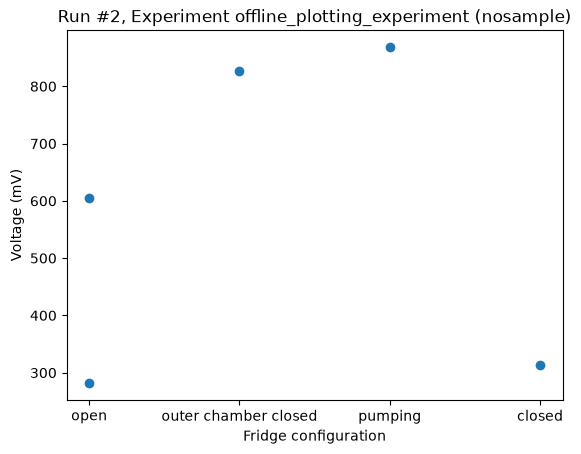 Run #2, Experiment offline_plotting_experiment (nosample)
Voltage (mV)
800
700
600
500
400
300
open outer chamber closed pumping closed
Fridge configuration